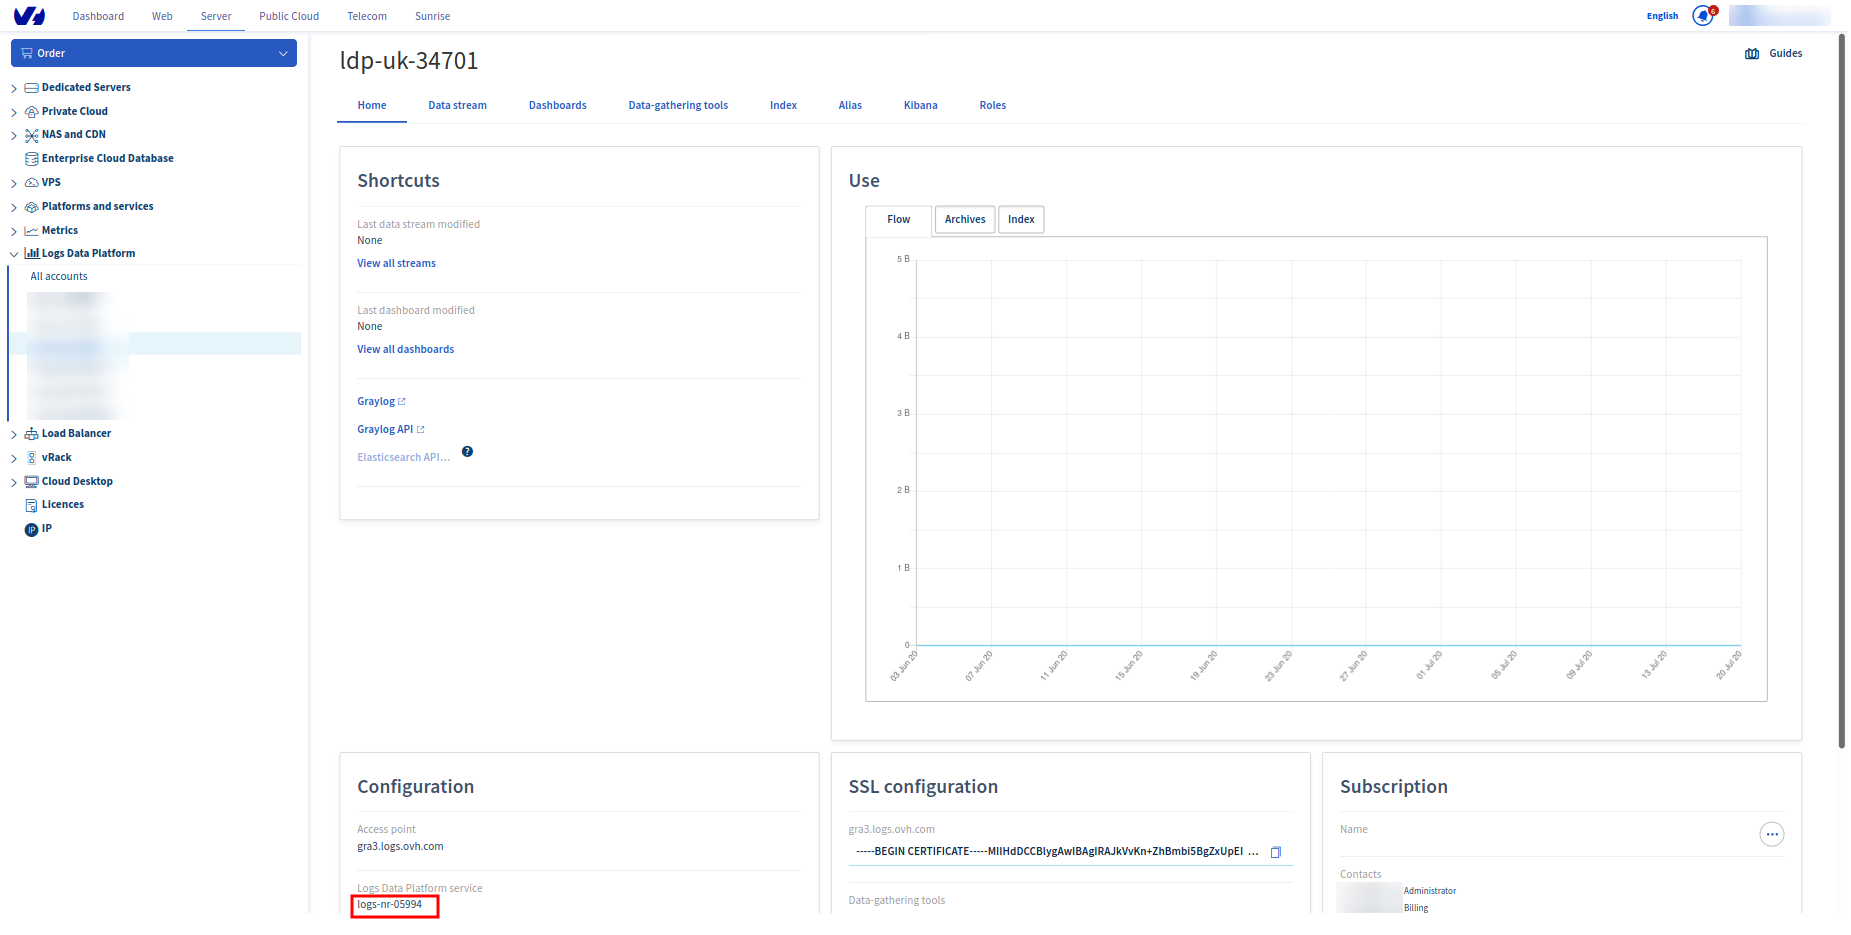 Dashboard Web Server Public Cloud Telecom Sunrise English 6
Order
Dedicated Servers
Private Cloud
NAS and CDN
Enterprise Cloud Database
VPS
Platforms and services
Metrics
Logs Data Platform
All accounts
Load Balancer
vRack
Cloud Desktop
Licences
IP IP
ldp-uk-34701
Guides
Home Data stream Dashboards Data-gathering tools Index Alias Kibana Roles
Shortcuts
Last data stream modified
None
View all streams
Last dashboard modified
None
View all dashboards
Graylog
Graylog API
Elasticsearch API... ?
Use
Flow Archives Index
5 B
4 B
3 B
2 B
1 B
0
03 Jun 20 07 Jun 20 11 Jun 20 15 Jun 20 19 Jun 20 23 Jun 20 27 Jun 20 01 Jul 20 05 Jul 20 09 Jul 20 13 Jul 20 20 Jul 20
Configuration
Access point
gra3.logs.ovh.com
Logs Data Platform service
logs-nr-05994
SSL configuration
gra3.logs.ovh.com
-----BEGIN CERTIFICATE-----MIIHdDCCBlygAwIBAgIRAJkVvKn+ZhBmbi5BgZxUpEI ...
Data-gathering tools
Subscription
Name
Contacts
Administrator
Billing